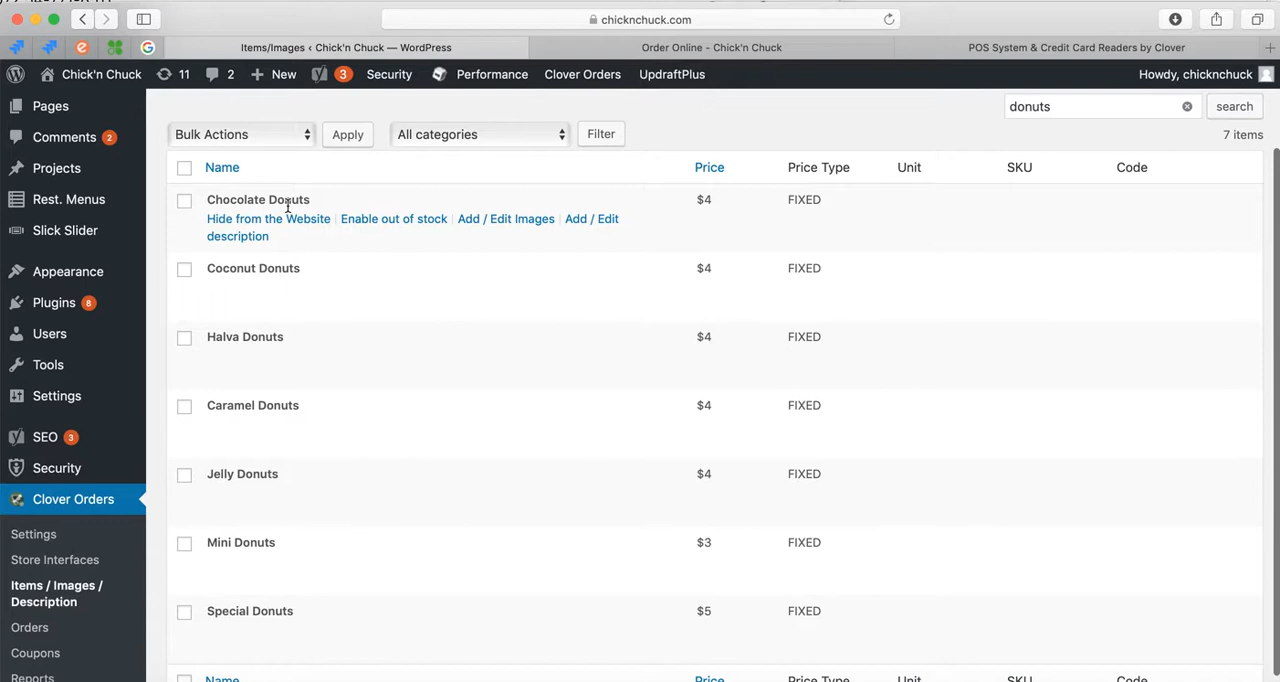 chicknchuck.com
Items/Images ‹ Chick'n Chuck — WordPress
Order Online - Chick'n Chuck
POS System & Credit Card Readers by Clover
Chick'n Chuck
11
2
New
3
Security
Performance
Clover Orders
UpdraftPlus
Howdy, chicknchuck
Pages
Comments 2
Projects
Rest. Menus
Slick Slider
Appearance
Plugins 8
Users
Tools
Settings
SEO 3
Security
Clover Orders
Settings
Store Interfaces
Items / Images /
Description
Orders
Coupons
Reports
donuts
search
Bulk Actions
Apply
All categories
Filter
7 items
Name Price Price Type Unit SKU Code
Chocolate Donuts $4 FIXED
Hide from the Website | Enable out of stock | Add / Edit Images | Add / Edit
description
Coconut Donuts $4 FIXED
Halva Donuts $4 FIXED
Caramel Donuts $4 FIXED
Jelly Donuts $4 FIXED
Mini Donuts $3 FIXED
Special Donuts $5 FIXED
Name Price Price Type Unit SKU Code